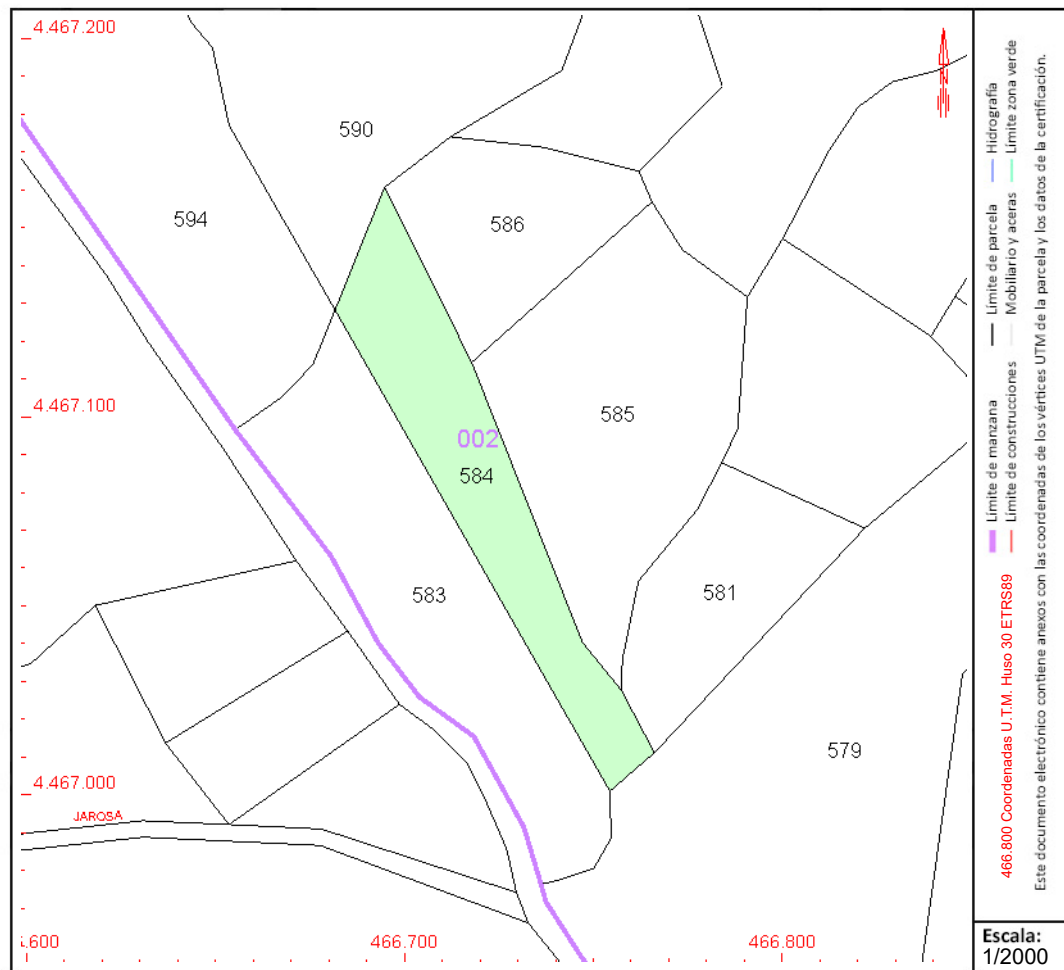 4.467.200
590
594
586
4.467.100
585
002
584
583
581
4.467.000
579
JAROSA
.600
466.700
466.800
Límite de manzana
Límite de parcela
Hidrografía
Límite de construcciones
Mobiliario y aceras
Límite zona verde
466.800 Coordenadas U.T.M. Huso 30 ETRS89
Este documento electrónico contiene anexos con las coordenadas de los vértices UTM de la parcela y los datos de la certificación.
Escala:
1/2000